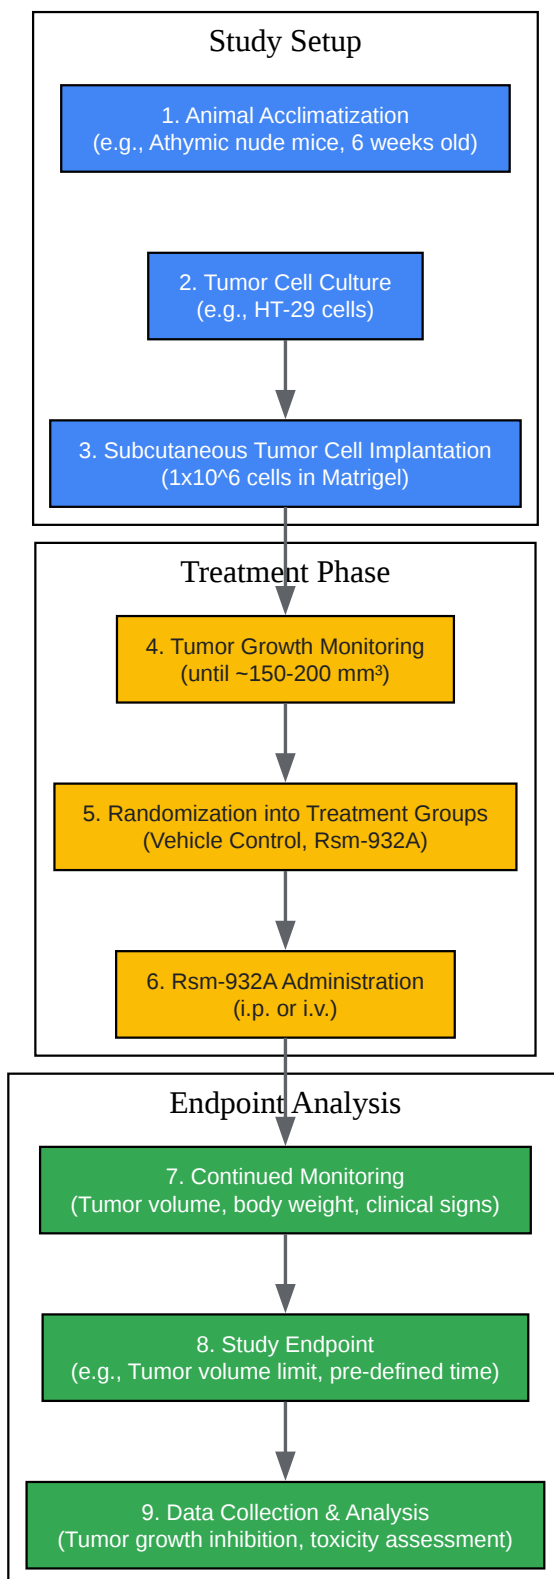 Study Setup
1. Animal Acclimatization
(e.g., Athymic nude mice, 6 weeks old)
2. Tumor Cell Culture
(e.g., HT-29 cells)
3. Subcutaneous Tumor Cell Implantation
(1x10^6 cells in Matrigel)
Treatment Phase
4. Tumor Growth Monitoring
(until ~150-200 mm³)
5. Randomization into Treatment Groups
(Vehicle Control, Rsm-932A)
6. Rsm-932A Administration
(i.p. or i.v.)
Endpoint Analysis
7. Continued Monitoring
(Tumor volume, body weight, clinical signs)
8. Study Endpoint
(e.g., Tumor volume limit, pre-defined time)
9. Data Collection & Analysis
(Tumor growth inhibition, toxicity assessment)